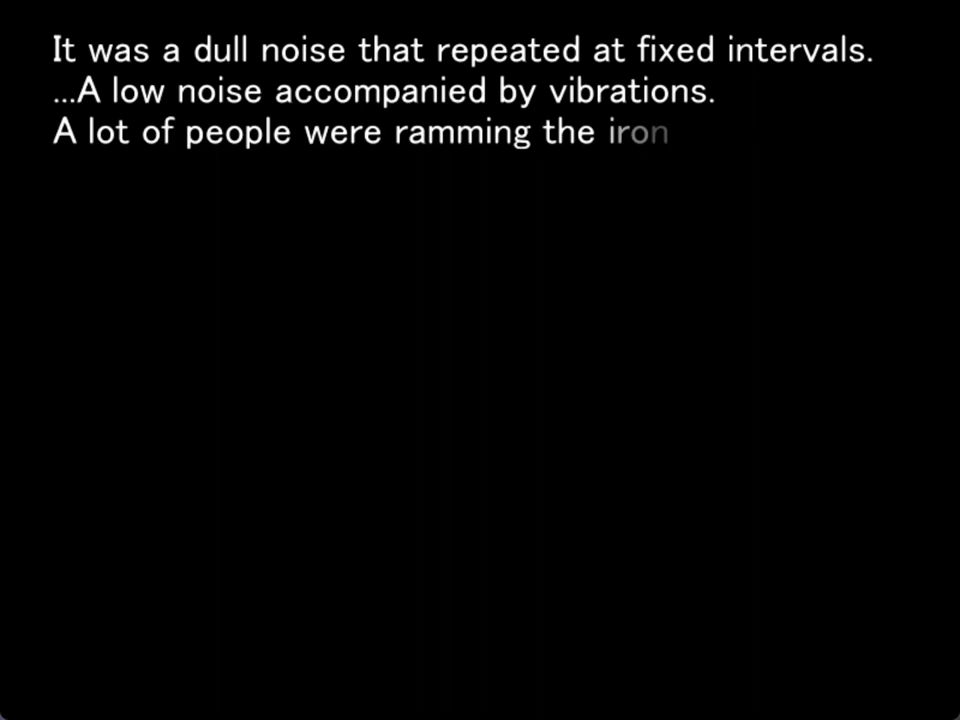 It was a dull noise that repeated at fixed intervals.
...A low noise accompanied by vibrations.
A lot of people were ramming the iron